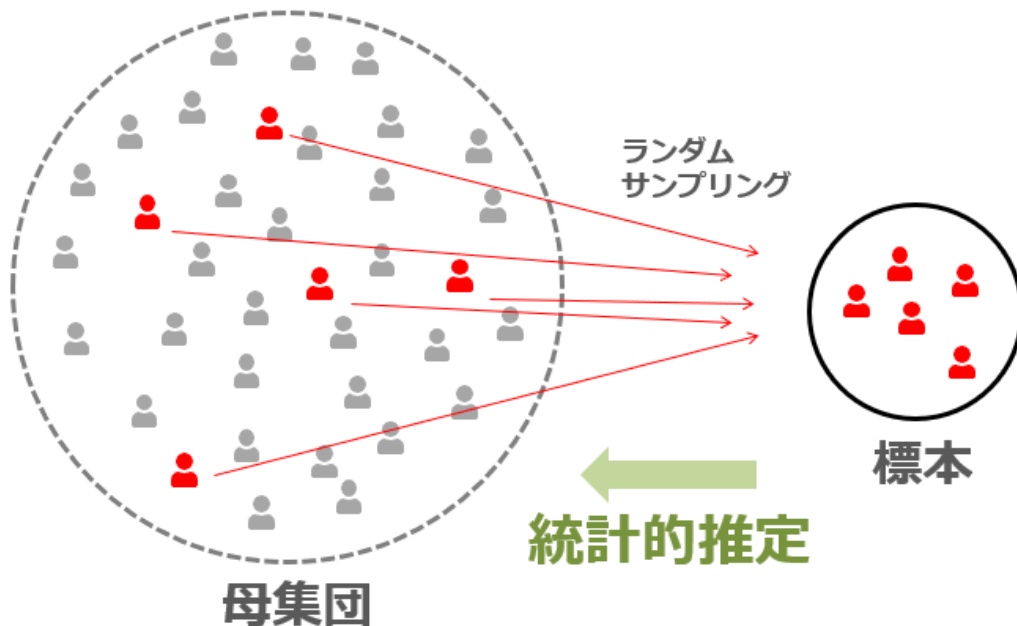 ランダム
サンプリング
標本
統計的推定
母集団